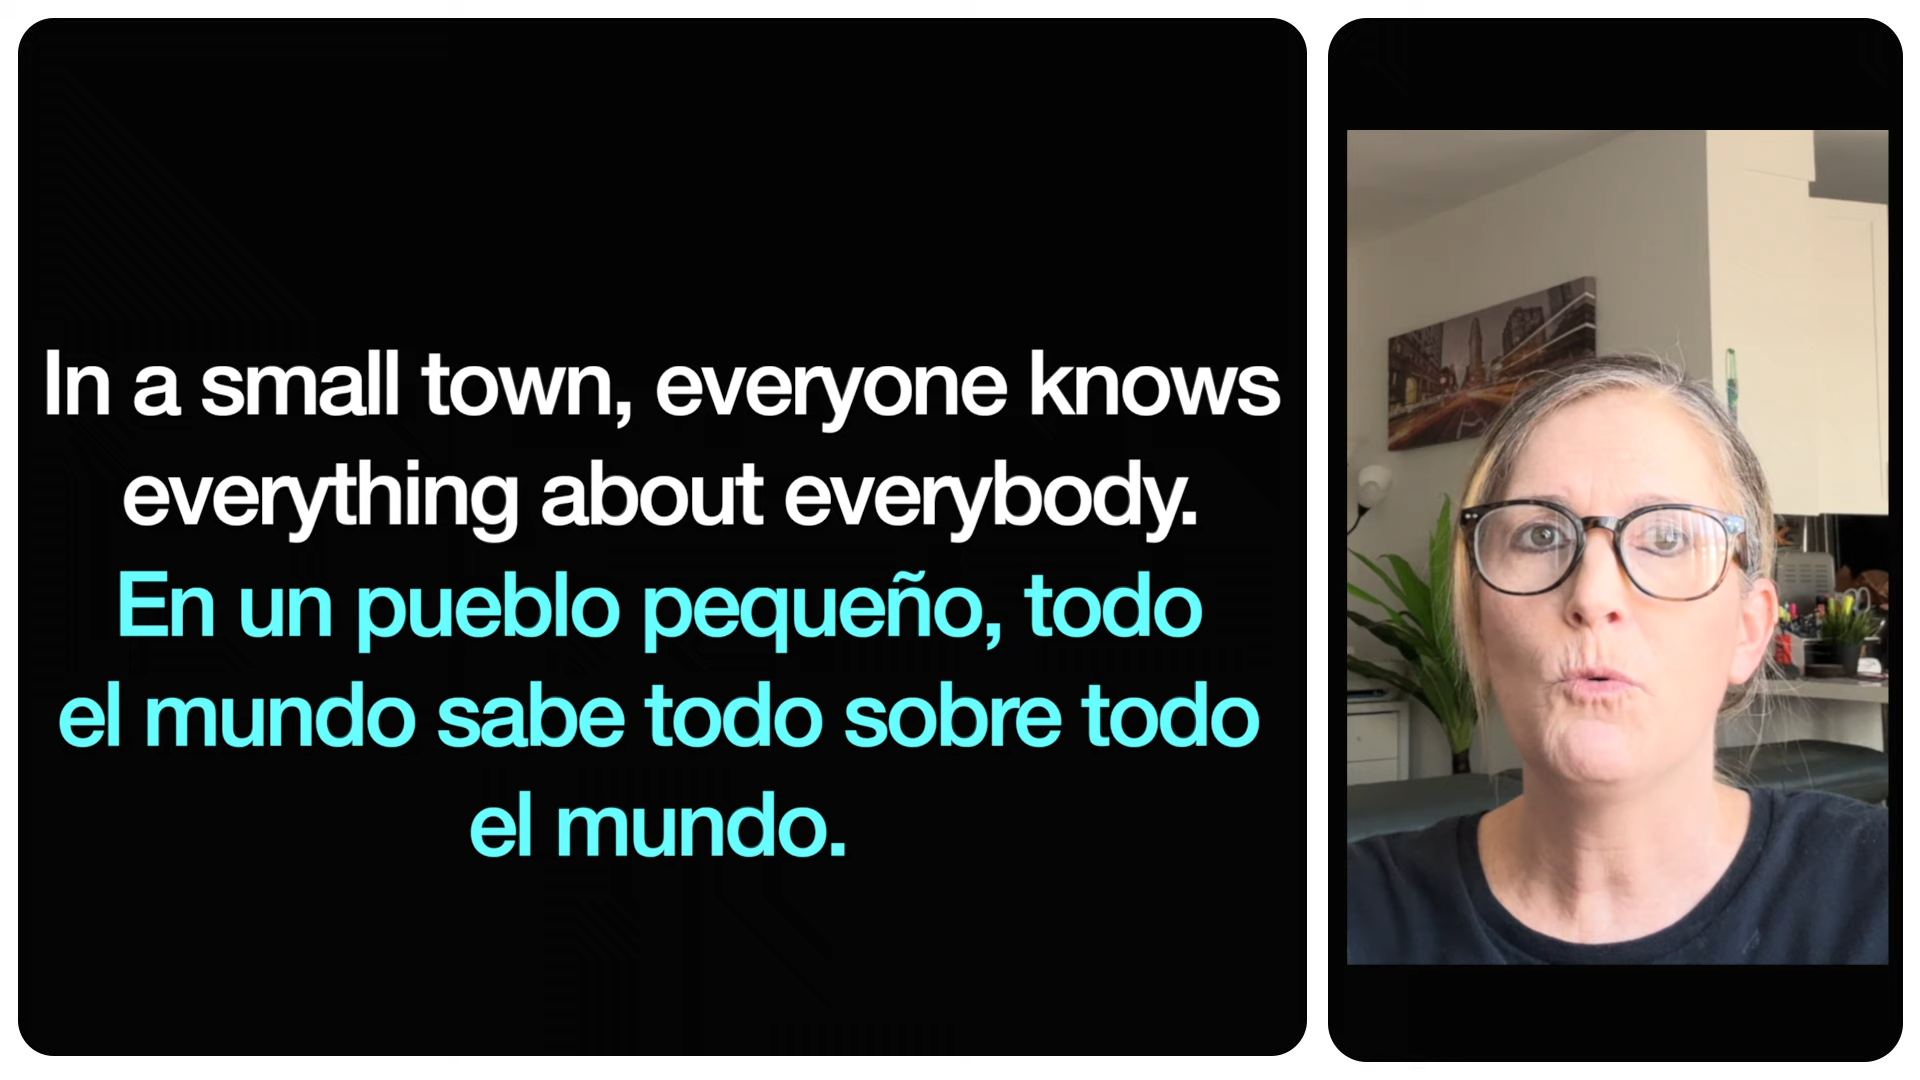 In a small town, everyone knows
everything about everybody.
En un pueblo pequeño, todo
el mundo sabe todo sobre todo
el mundo.